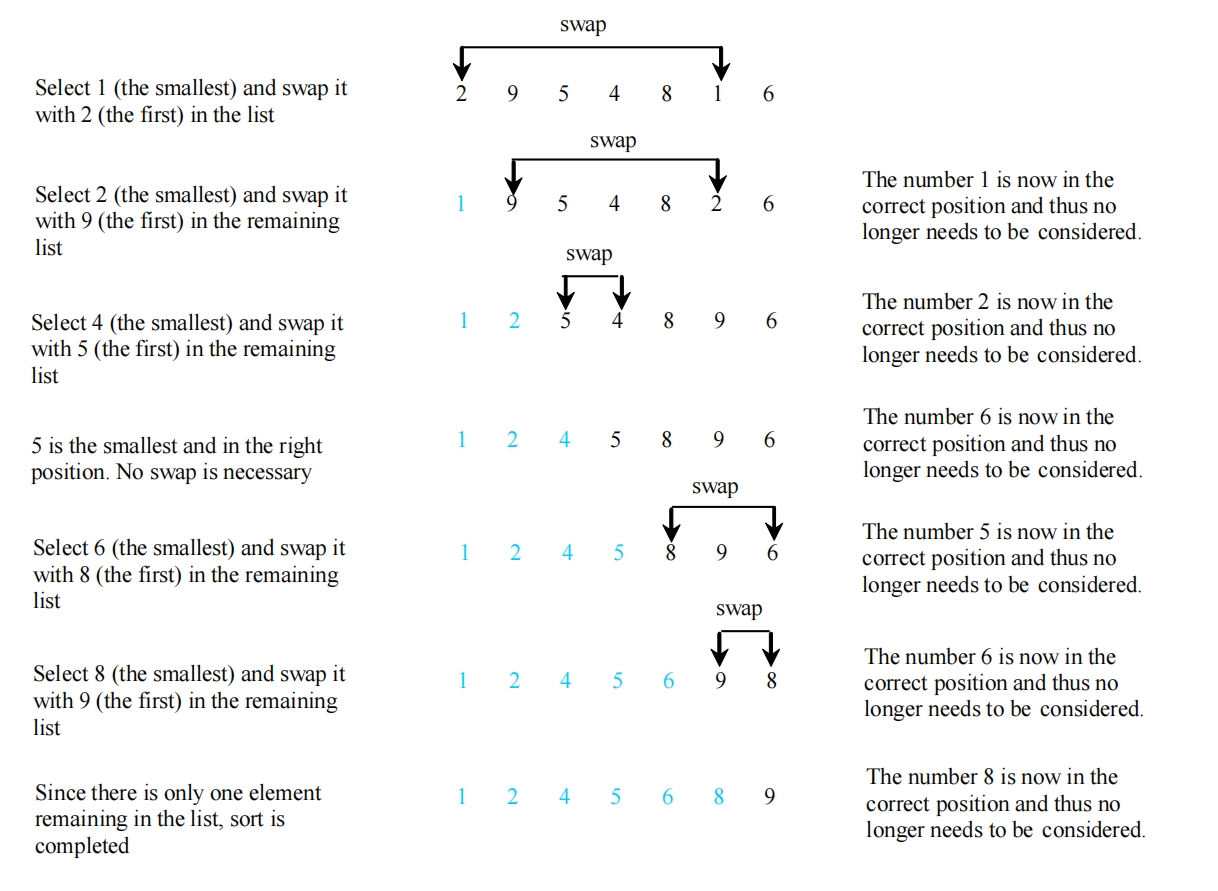 swap
Select 1 (the smallest) and swap it
with 2 (the first) in the list
2 9 5 4 8 1 6
swap
Select 2 (the smallest) and swap it
with 9 (the first) in the remaining
list
1 9 5 4 8 2 6
The number 1 is now in the
correct position and thus no
longer needs to be considered.
swap
Select 4 (the smallest) and swap it
with 5 (the first) in the remaining
list
1 2 5 4 8 9 6
The number 2 is now in the
correct position and thus no
longer needs to be considered.
5 is the smallest and in the right
position. No swap is necessary
1 2 4 5 8 9 6
The number 6 is now in the
correct position and thus no
longer needs to be considered.
swap
Select 6 (the smallest) and swap it
with 8 (the first) in the remaining
list
1 2 4 5 8 9 6
The number 5 is now in the
correct position and thus no
longer needs to be considered.
swap
Select 8 (the smallest) and swap it
with 9 (the first) in the remaining
list
1 2 4 5 6 9 8
The number 6 is now in the
correct position and thus no
longer needs to be considered.
Since there is only one element
remaining in the list, sort is
completed
1 2 4 5 6 8 9
The number 8 is now in the
correct position and thus no
longer needs to be considered.